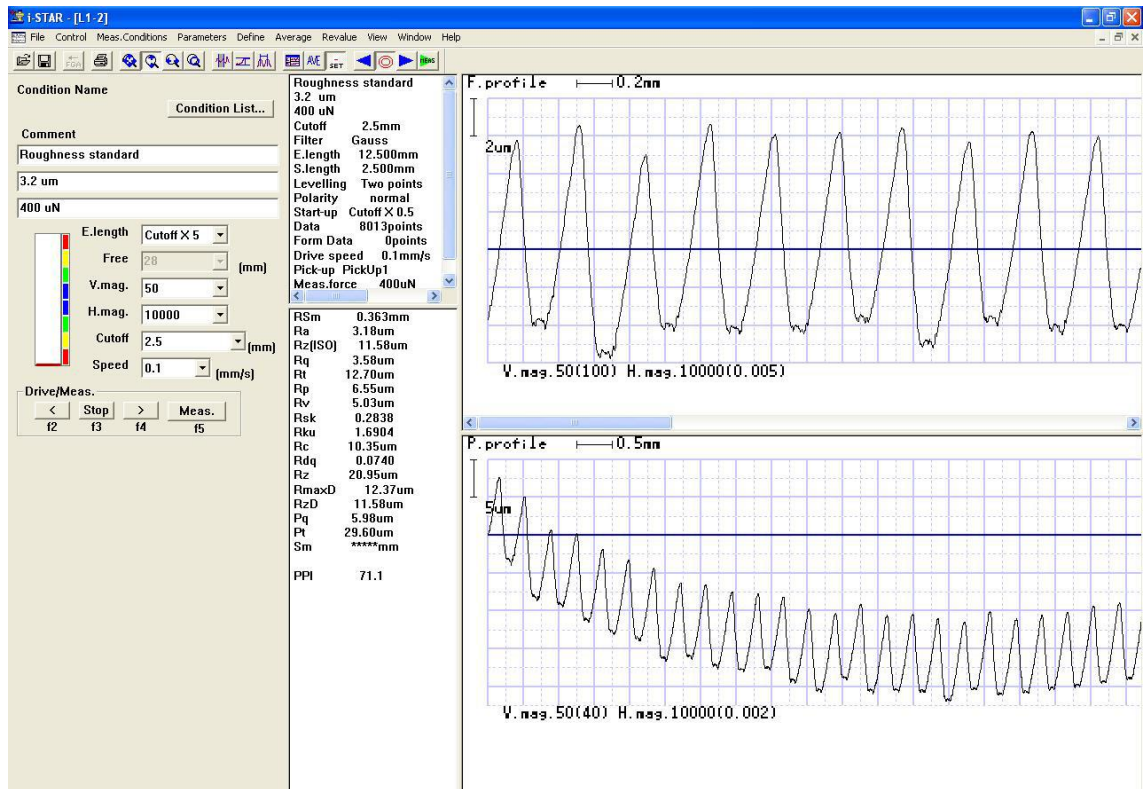 i-STAR - [L1-2]
File Control Meas.Conditions Parameters Define Average Revalue View Window Help
FGA AVE SET MEAS
Condition Name
Condition List...
Comment
Roughness standard
3.2 um
400 uN
E.length Cutoff X 5
Free 28 (mm)
V.mag. 50
H.mag. 10000
Cutoff 2.5 (mm)
Speed 0.1 (mm/s)
Drive/Meas.
< Stop > Meas.
f2 f3 f4 f5
Roughness standard
3.2 um
400 uN
Cutoff 2.5mm
Filter Gauss
E.length 12.500mm
S.length 2.500mm
Levelling Two points
Polarity normal
Start-up Cutoff X 0.5
Data 8013points
Form Data 0points
Drive speed 0.1mm/s
Pick-up PickUp1
Meas.force 400uN
RSm 0.363mm
Ra 3.18um
Rz(ISO) 11.58um
Rq 3.58um
Rt 12.70um
Rp 6.55um
Rv 5.03um
Rsk 0.2838
Rku 1.6904
Rc 10.35um
Rdq 0.0740
Rz 20.95um
RmaxD 12.37um
RzD 11.58um
Pq 5.98um
Pt 29.60um
Sm *****mm
PPI 71.1
F.profile 0.2mm
2um
V.mag.50(100) H.mag.10000(0.005)
P.profile 0.5mm
5um
V.mag.50(40) H.mag.10000(0.002)